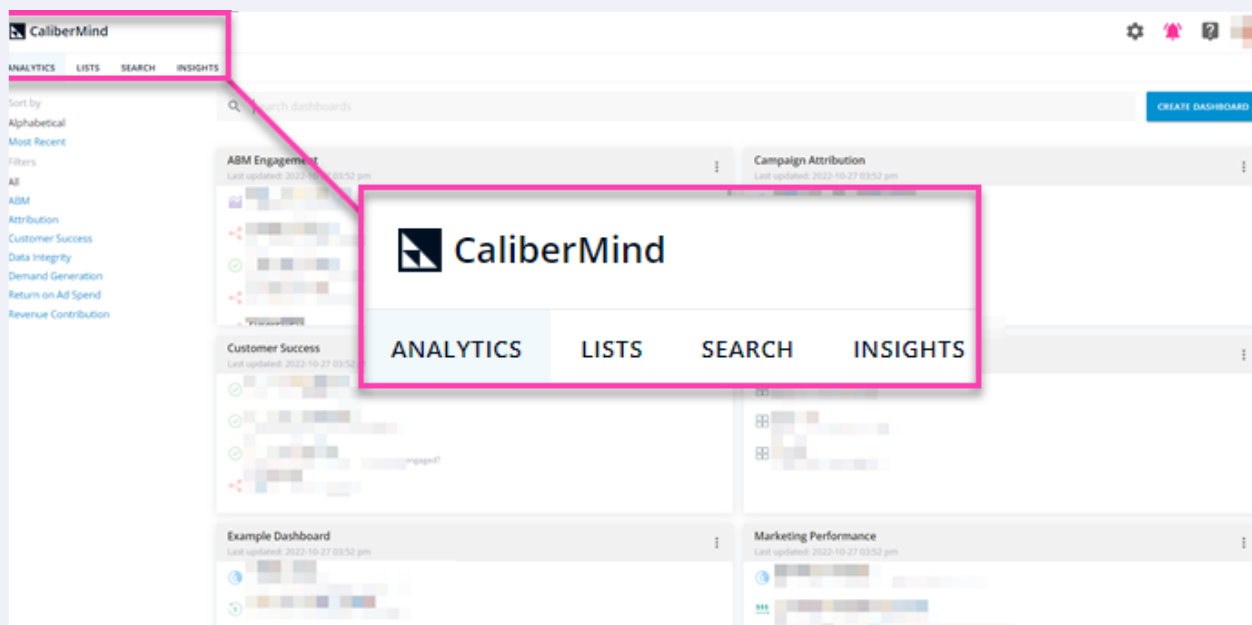 CaliberMind
ANALYTICS LISTS SEARCH INSIGHTS
Sort by
Alphabetical
Most Recent
Filters
All
ABM
Attribution
Customer Success
Data Integrity
Demand Generation
Return on Ad Spend
Revenue Contribution
search dashboards
CREATE DASHBOARD
ABM Engagement
Last updated: 2022-10-27 03:52 pm
Campaign Attribution
Last updated: 2022-10-27 03:52 pm
CaliberMind
ANALYTICS LISTS SEARCH INSIGHTS
Customer Success
Last updated: 2022-10-27 03:52
engaged?
Example Dashboard
Last updated: 2022-10-27 03:52 pm
Marketing Performance
Last updated: 2022-10-27 03:52 pm